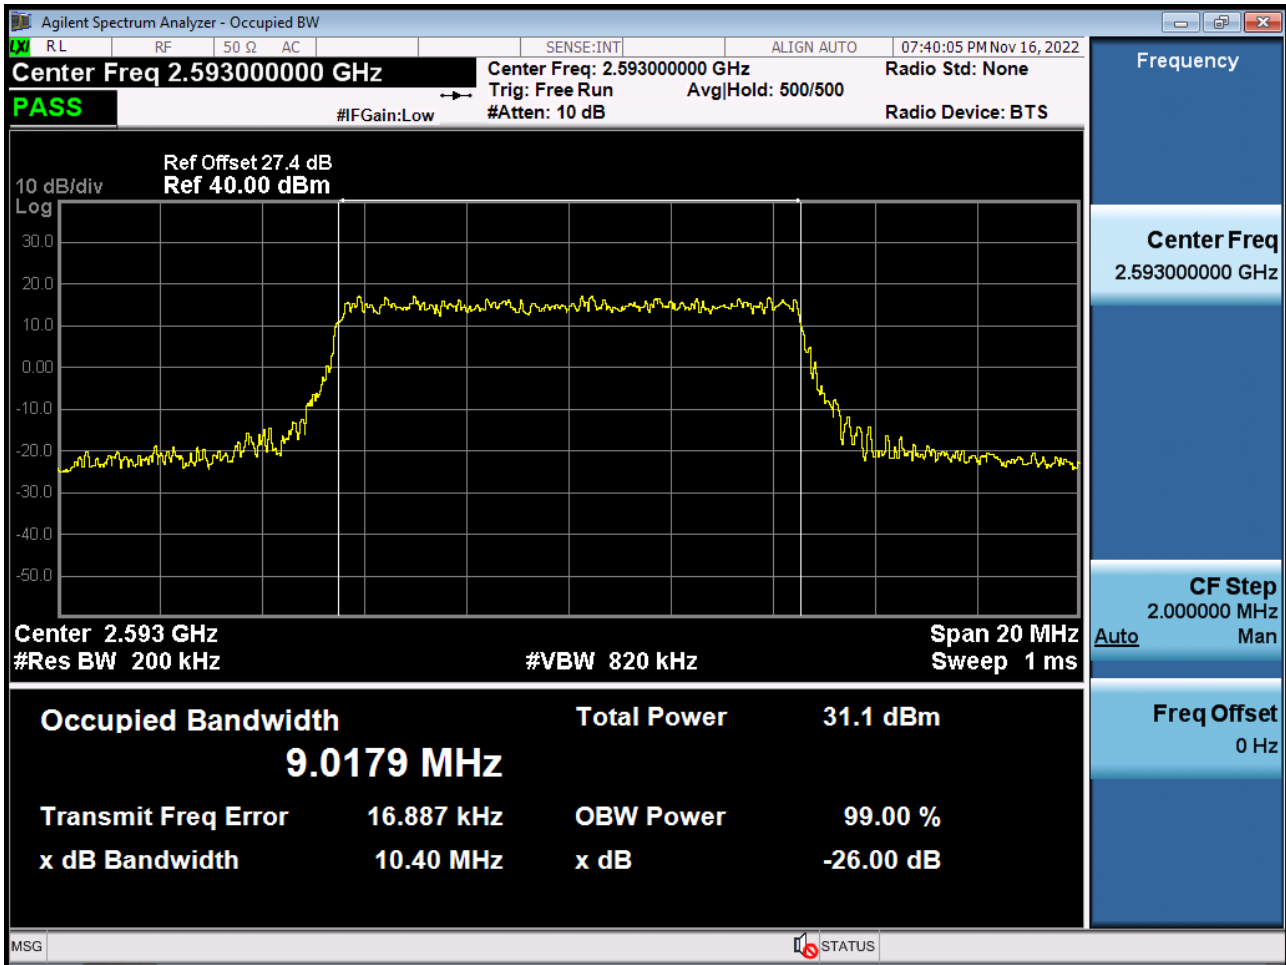 Agilent Spectrum Analyzer - Occupied BW
LXI RL RF 50 Ω AC SENSE:INT ALIGN AUTO 07:40:05 PM Nov 16, 2022
Center Freq 2.593000000 GHz
PASS
#IFGain:Low
Center Freq: 2.593000000 GHz
Trig: Free Run Avg|Hold: 500/500
#Atten: 10 dB
Radio Std: None
Radio Device: BTS
Ref Offset 27.4 dB
10 dB/div Ref 40.00 dBm
Log
30.0
20.0
10.0
0.00
-10.0
-20.0
-30.0
-40.0
-50.0
Center 2.593 GHz Span 20 MHz
#Res BW 200 kHz #VBW 820 kHz Sweep 1 ms
Occupied Bandwidth Total Power 31.1 dBm
9.0179 MHz
Transmit Freq Error 16.887 kHz OBW Power 99.00 %
x dB Bandwidth 10.40 MHz x dB -26.00 dB
Frequency
Center Freq
2.593000000 GHz
CF Step
2.000000 MHz
Auto Man
Freq Offset
0 Hz
MSG STATUS